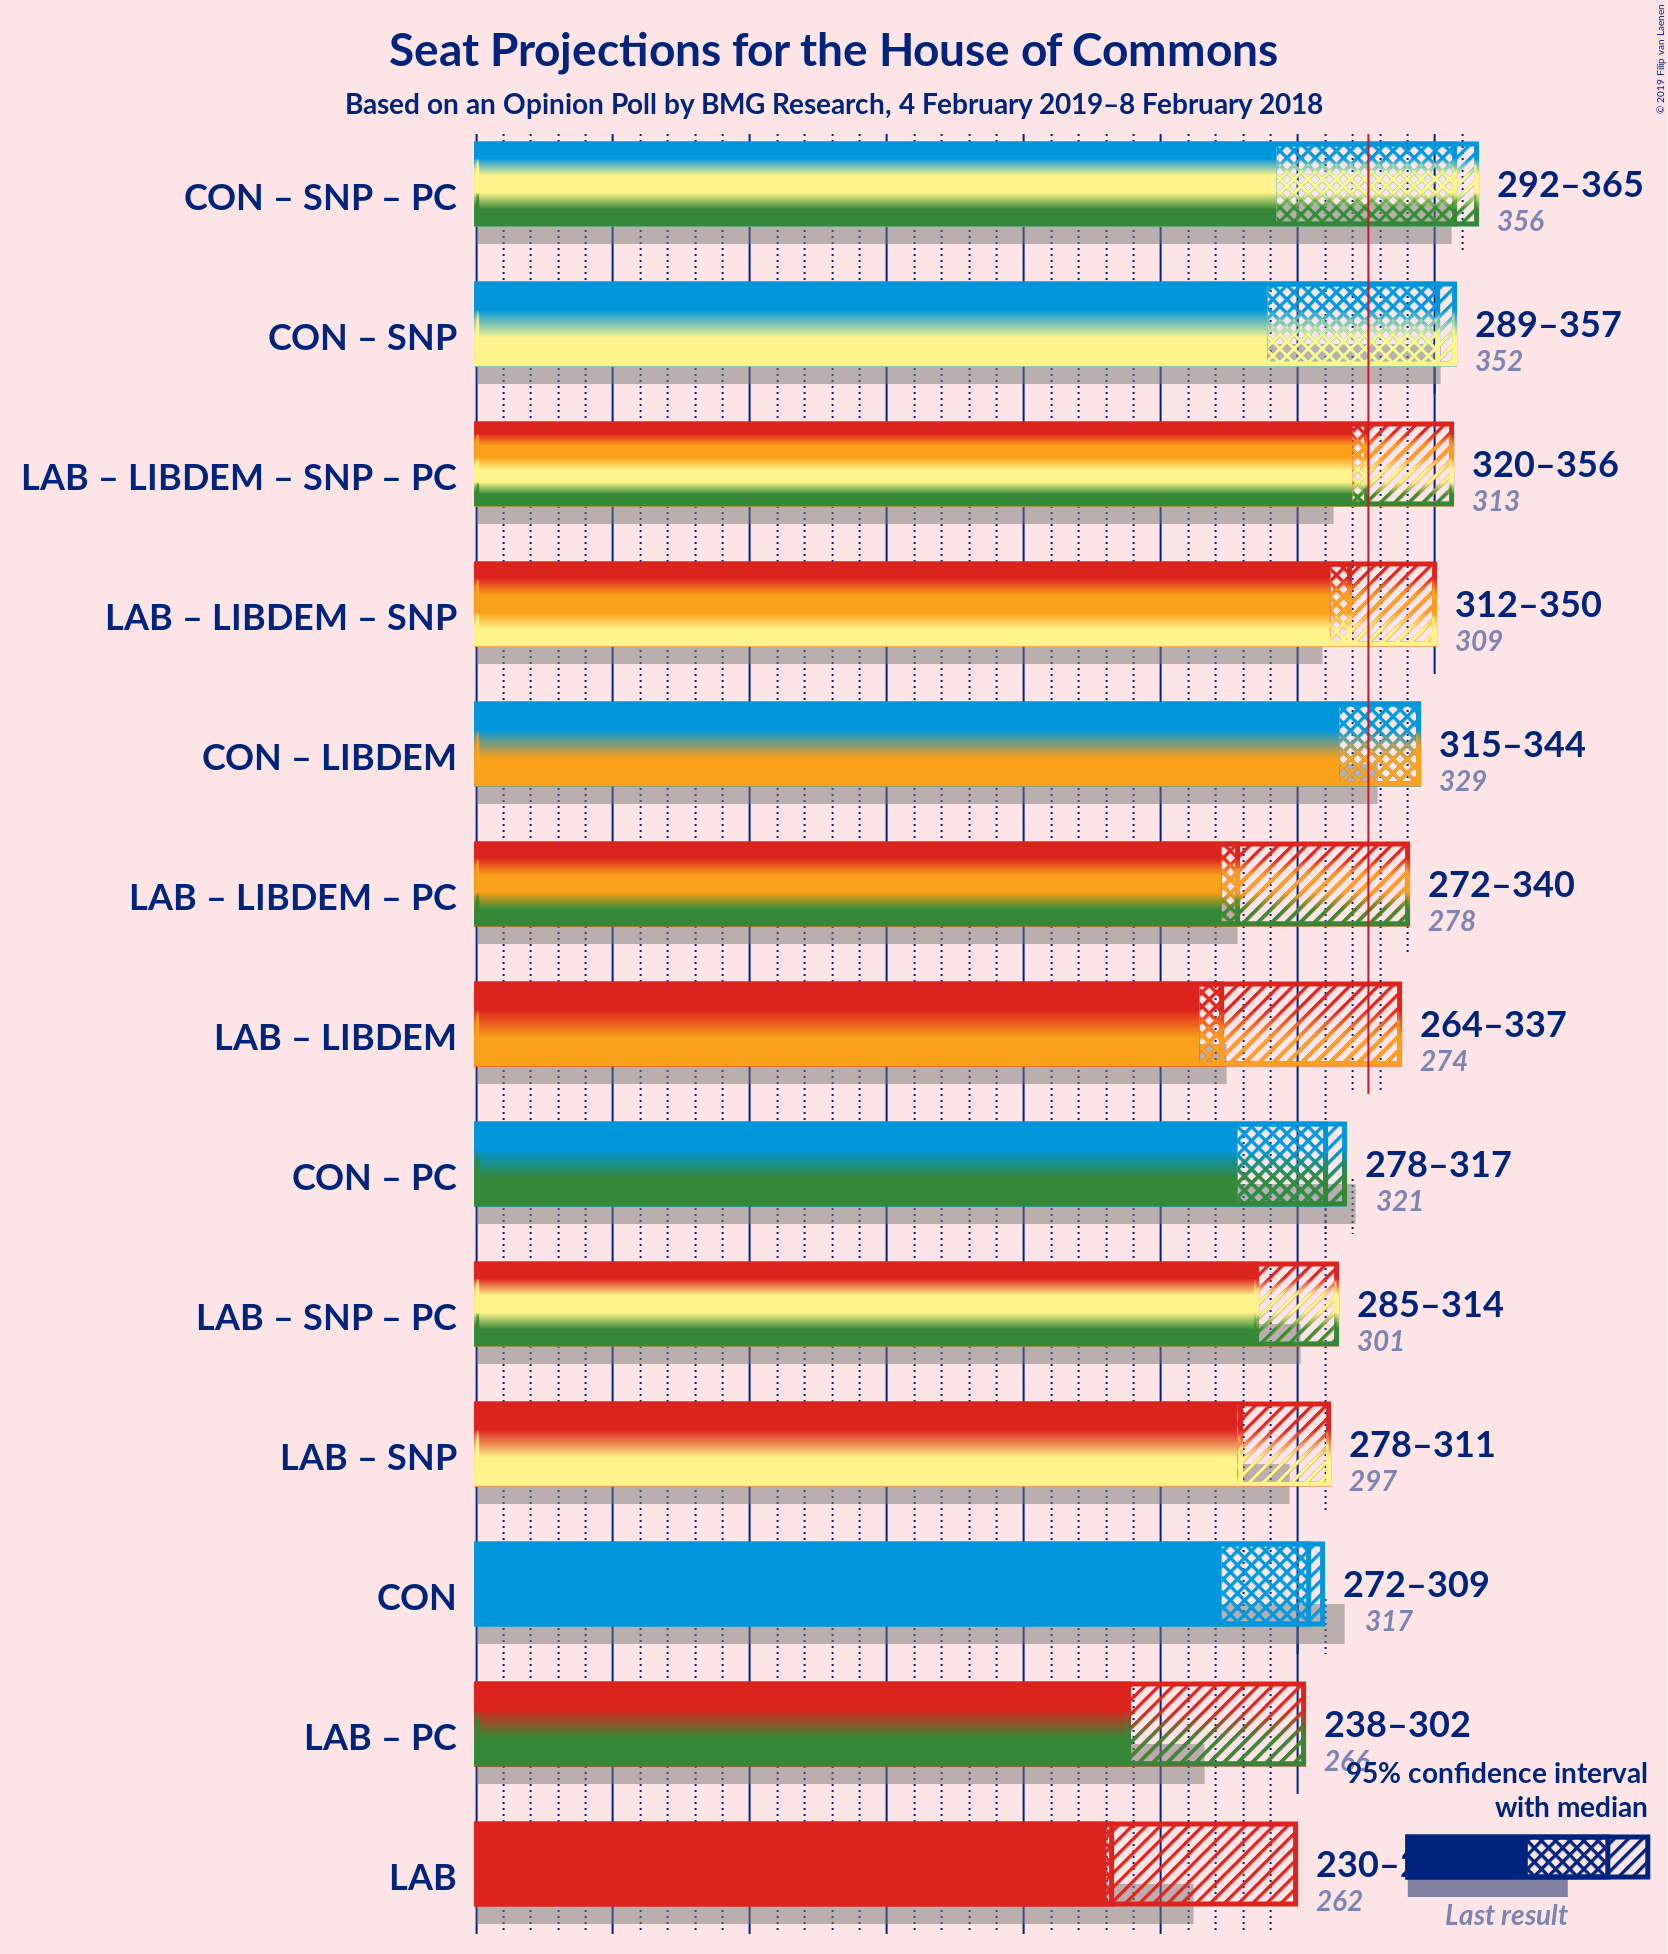 Seat Projections for the House of Commons
Based on an Opinion Poll by BMG Research, 4 February 2019–8 February 2018
© 2019 Filip van Laenen
CON – SNP – PC
292–365
356
CON – SNP
289–357
352
LAB – LIBDEM – SNP – PC
320–356
313
LAB – LIBDEM – SNP
312–350
309
CON – LIBDEM
315–344
329
LAB – LIBDEM – PC
272–340
278
LAB – LIBDEM
264–337
274
CON – PC
278–317
321
LAB – SNP – PC
285–314
301
LAB – SNP
278–311
297
CON
272–309
317
LAB – PC
238–302
266
95% confidence interval
with median
LAB
230–
262
Last result